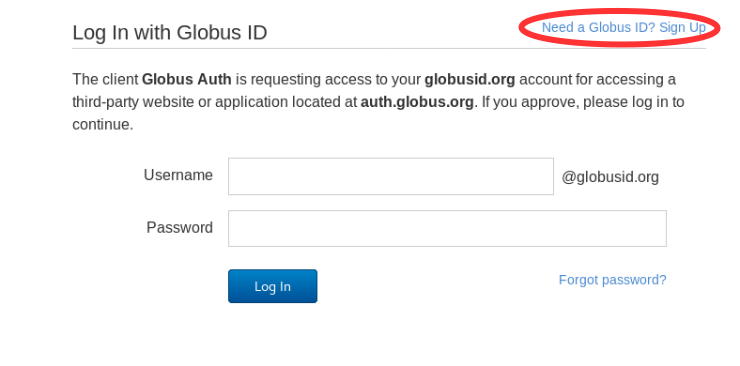 Log In with Globus ID
Need a Globus ID? Sign Up
The client Globus Auth is requesting access to your globusid.org account for accessing a
third-party website or application located at auth.globus.org. If you approve, please log in to
continue.
Username @globusid.org
Password
Log In Forgot password?